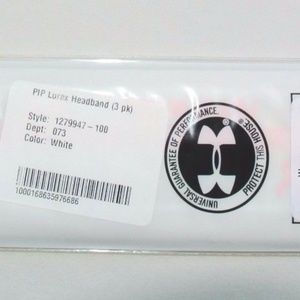 PIP Lurex Headband (3 pk)
Style: 1279947-100
Dept: 073
Color: White
1000168635976686
UNIVERSAL GUARANTEE OF PERFORMANCE.
PROTECT THIS HOUSE